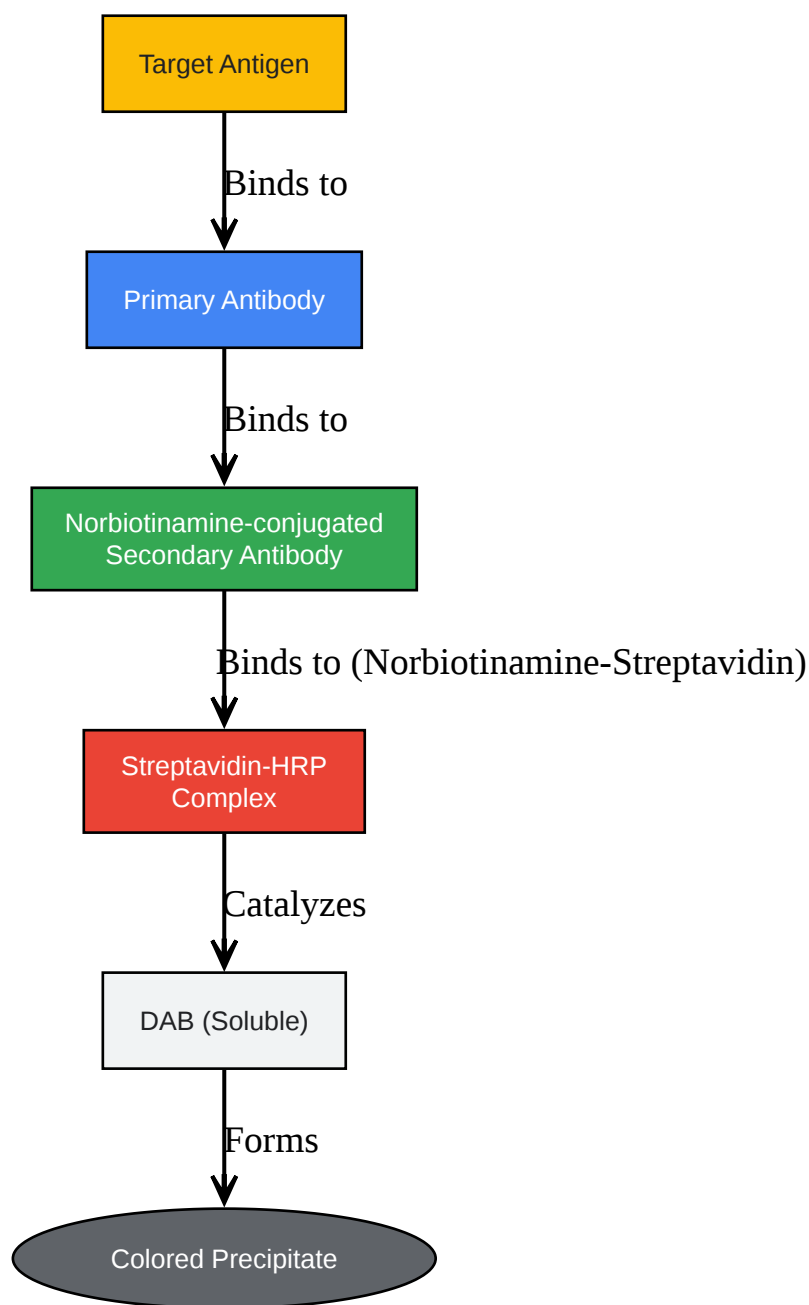 Target Antigen
Binds to
Primary Antibody
Binds to
Norbiotinamine-conjugated
Secondary Antibody
Binds to (Norbiotinamine-Streptavidin)
Streptavidin-HRP
Complex
Catalyzes
DAB (Soluble)
Forms
Colored Precipitate